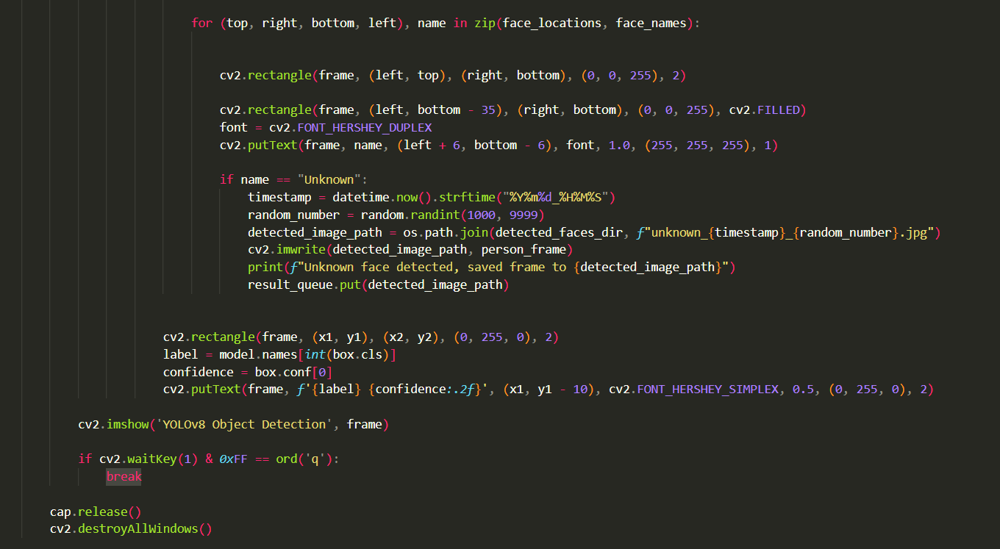 for (top, right, bottom, left), name in zip(face_locations, face_names):
cv2.rectangle(frame, (left, top), (right, bottom), (0, 0, 255), 2)
cv2.rectangle(frame, (left, bottom - 35), (right, bottom), (0, 0, 255), cv2.FILLED)
font = cv2.FONT_HERSHEY_DUPLEX
cv2.putText(frame, name, (left + 6, bottom - 6), font, 1.0, (255, 255, 255), 1)
if name == "Unknown":
timestamp = datetime.now().strftime("%Y%m%d_%H%M%S")
random_number = random.randint(1000, 9999)
detected_image_path = os.path.join(detected_faces_dir, f"unknown_{timestamp}_{random_number}.jpg")
cv2.imwrite(detected_image_path, person_frame)
print(f"Unknown face detected, saved frame to {detected_image_path}")
result_queue.put(detected_image_path)
cv2.rectangle(frame, (x1, y1), (x2, y2), (0, 255, 0), 2)
label = model.names[int(box.cls)]
confidence = box.conf[0]
cv2.putText(frame, f'{label} {confidence:.2f}', (x1, y1 - 10), cv2.FONT_HERSHEY_SIMPLEX, 0.5, (0, 255, 0), 2)
cv2.imshow('YOLOv8 Object Detection', frame)
if cv2.waitKey(1) & 0xFF == ord('q'):
break
cap.release()
cv2.destroyAllWindows()